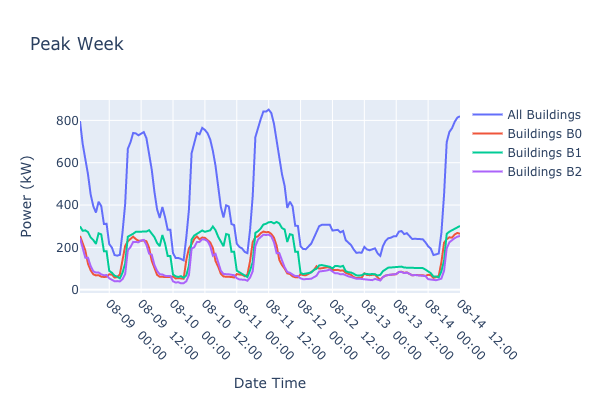 Peak Week
All Buildings
Buildings B0
Buildings B1
Buildings B2
Power (kW)
800
600
400
200
0
08-09 00:00
08-09 12:00
08-10 00:00
08-10 12:00
08-11 00:00
08-11 12:00
08-12 00:00
08-12 12:00
08-13 00:00
08-13 12:00
08-14 00:00
08-14 12:00
Date Time